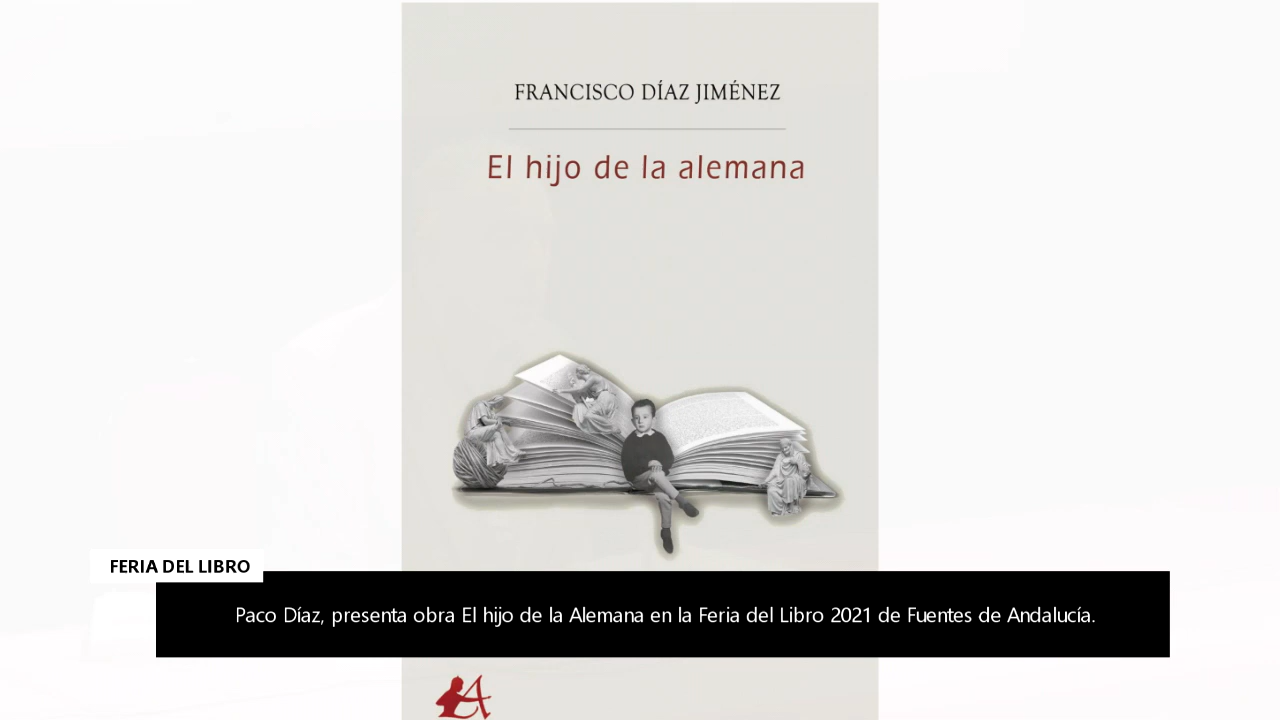 FRANCISCO DÍAZ JIMÉNEZ
El hijo de la alemana
FERIA DEL LIBRO
Paco Díaz, presenta obra El hijo de la Alemana en la Feria del Libro 2021 de Fuentes de Andalucía.